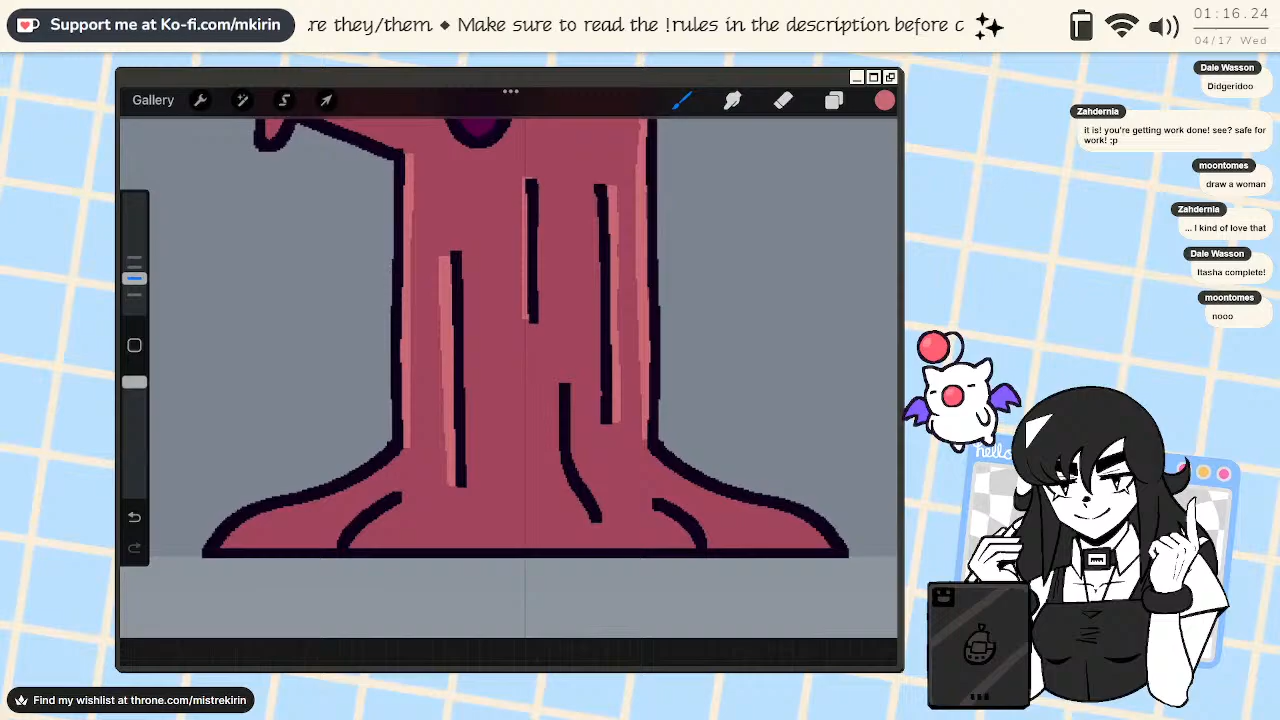 Support me at Ko-fi.com/mkirin
re they/them ◆ Make sure to read the !rules in the description before c
01:16.24
04/17 Wed
Gallery
Dale Wasson
Didgeridoo
Zahdernia
it is! you're getting work done! see? safe for
work! ;p
moontomes
draw a woman
Zahdernia
... I kind of love that
Dale Wasson
Itasha complete!
moontomes
nooo
hello
Find my wishlist at throne.com/mistrekirin